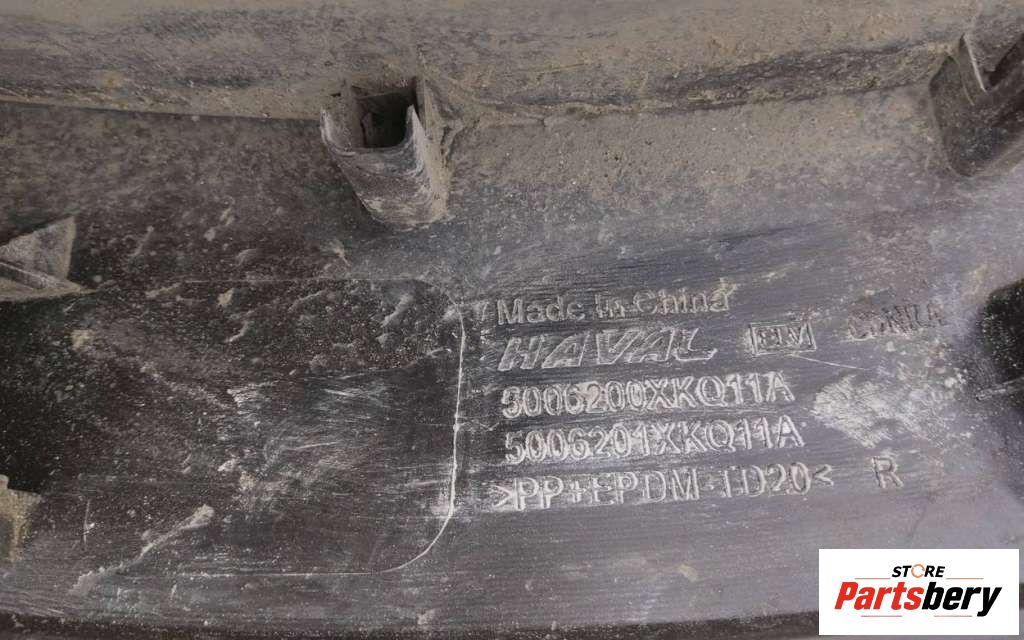 Made In China
HAVAL
5006200XKQ11A
5006201XKQ11A
>PP+EPDM-TD20< R
STORE
Partsbery